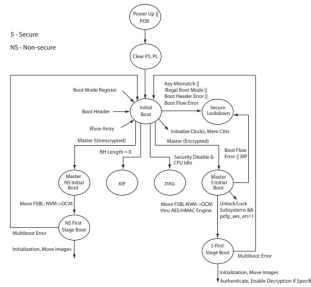 Power Up ||
POR
S - Secure
NS - Non-secure
Clear PS, PL
Boot Mode Register
Key Mismatch ||
Illegal Boot Mode ||
Boot Header Error ||
Boot Flow Error
Boot Header
Initial
Boot
Secure
Lockdown
Efuse Array
Initialize Clocks, Mem Ctlrs
Master (Unencrypted)
Master (Encrypted)
BH Length = 0
Security Disable &
CPU Idle
Boot Flow
Error || XIP
Master
NS Initial
Boot
XIP
JTAG
Master
S Initial
Boot
Move FSBL: NVM->OCM
Move FSBL:NVM->OCM
thru AES/HMAC Engine
Unlock/Lock
Subsystems &&
pcfg_aes_en=1
NS First
Stage Boot
Multiboot Error
S First
Stage Boot
Multiboot Error
Initialization, Move Images
Initialization, Move Images
Authenticate, Enable Decryption if Specif